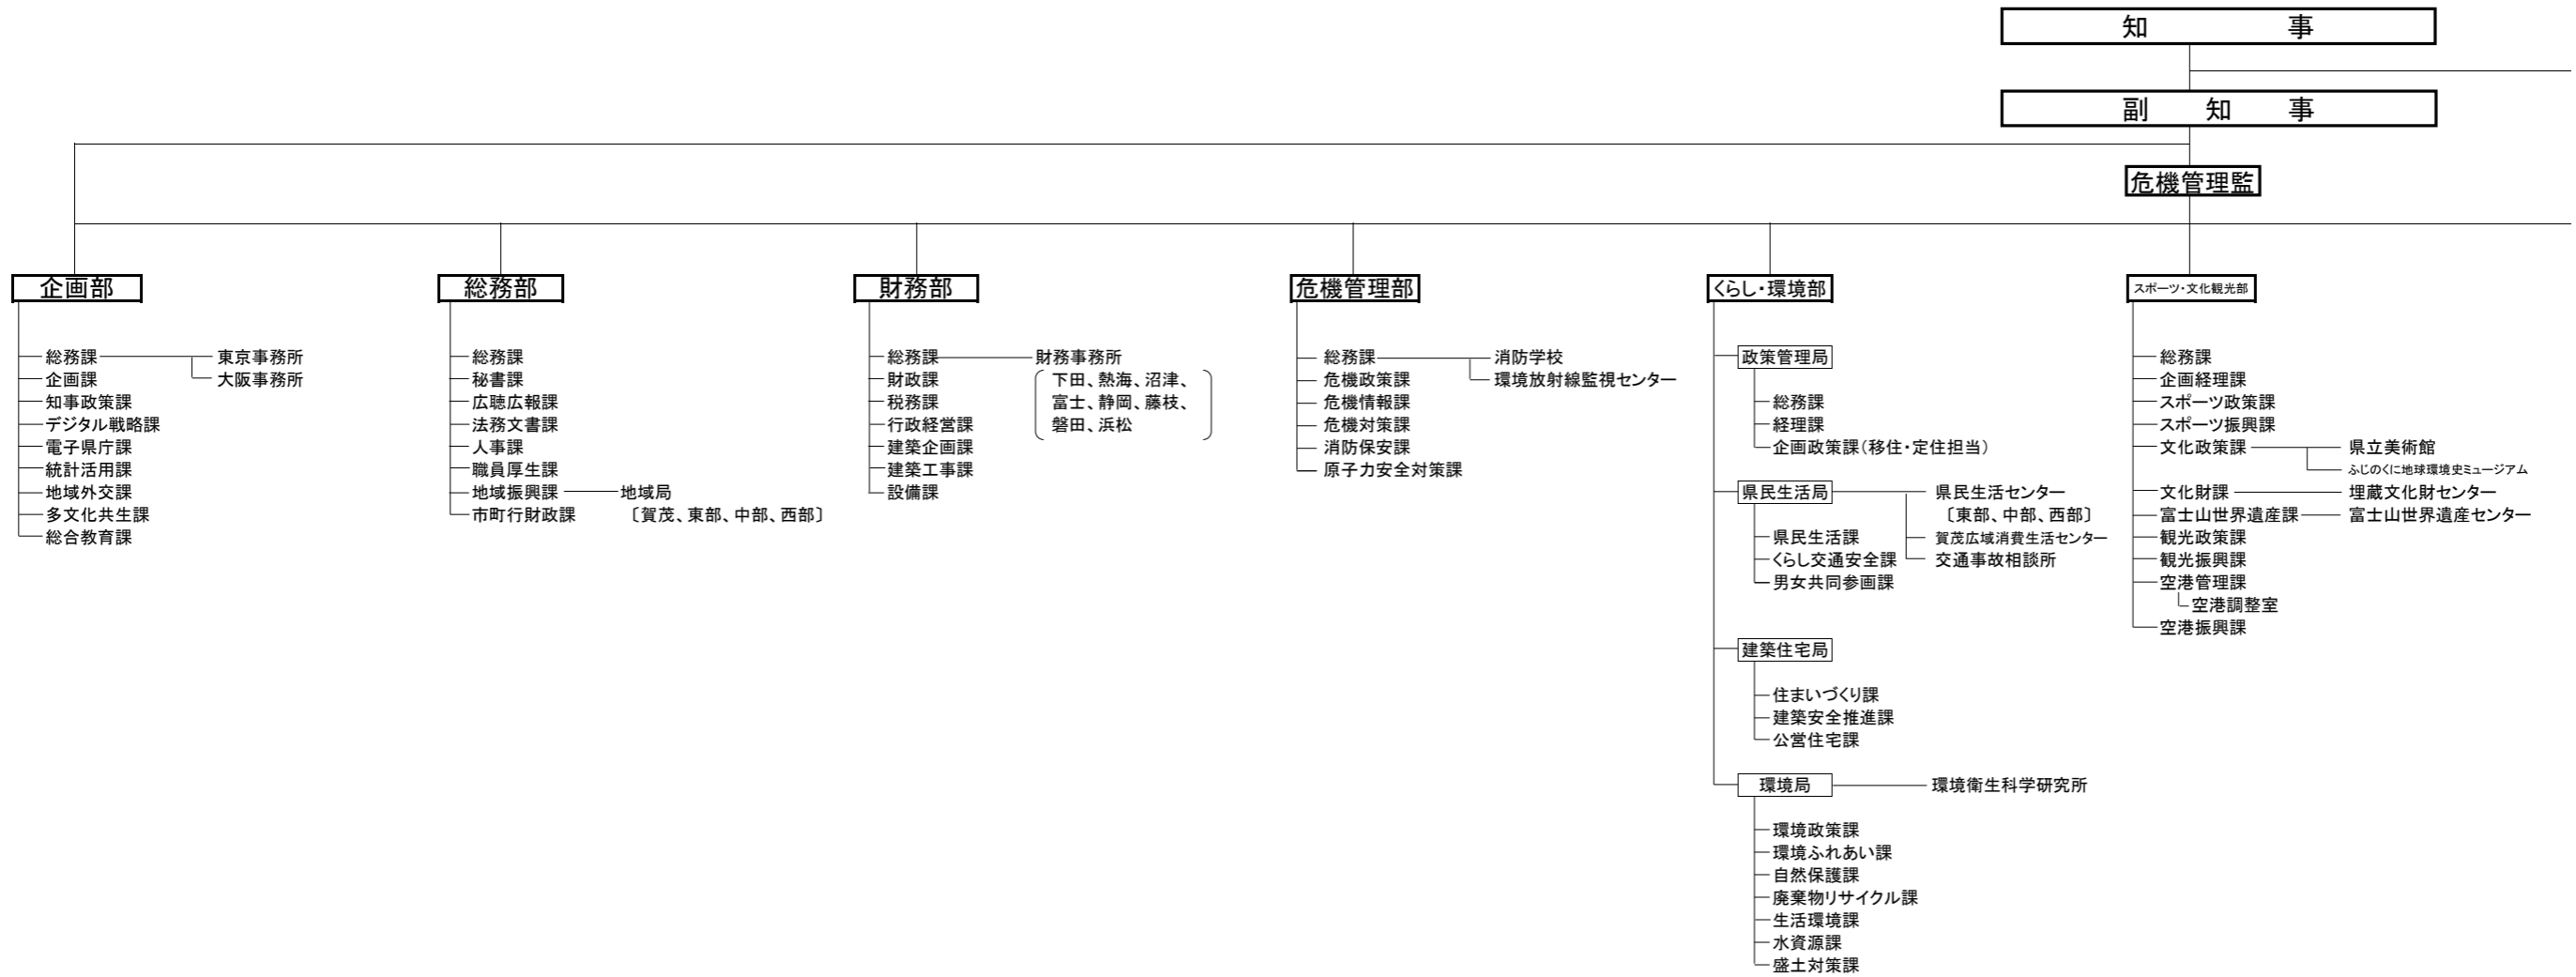 知事
副知事
危機管理監
企画部
総務課
東京事務所
大阪事務所
企画課
知事政策課
デジタル戦略課
電子県庁課
統計活用課
地域外交課
多文化共生課
総合教育課
総務部
総務課
秘書課
広聴広報課
法務文書課
人事課
職員厚生課
地域振興課
地域局
〔賀茂、東部、中部、西部〕
市町行財政課
財務部
総務課
財務事務所
下田、熱海、沼津、
富士、静岡、藤枝、
磐田、浜松
財政課
税務課
行政経営課
建築企画課
建築工事課
設備課
危機管理部
総務課
消防学校
環境放射線監視センター
危機政策課
危機情報課
危機対策課
消防保安課
原子力安全対策課
くらし・環境部
政策管理局
総務課
経理課
企画政策課（移住・定住担当）
県民生活局
県民生活センター
〔東部、中部、西部〕
賀茂広域消費生活センター
交通事故相談所
県民生活課
くらし交通安全課
男女共同参画課
建築住宅局
住まいづくり課
建築安全推進課
公営住宅課
環境局
環境衛生科学研究所
環境政策課
環境ふれあい課
自然保護課
廃棄物リサイクル課
生活環境課
水資源課
盛土対策課
スポーツ・文化観光部
総務課
企画経理課
スポーツ政策課
スポーツ振興課
文化政策課
県立美術館
ふじのくに地球環境史ミュージアム
文化財課
埋蔵文化財センター
富士山世界遺産課
富士山世界遺産センター
観光政策課
観光振興課
空港管理課
空港調整室
空港振興課